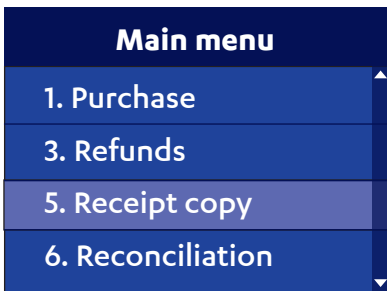 Main menu
1. Purchase
3. Refunds
5. Receipt copy
6. Reconciliation